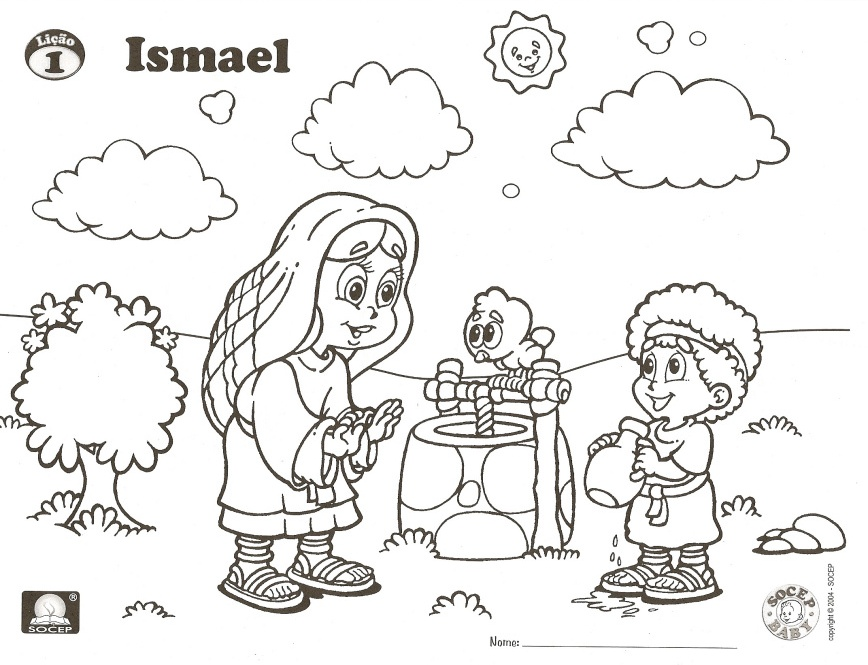 Lição
1
Ismael
SOCEP
®
Nome:
SOCEP
BABY
copyright © 2004 - SOCEP